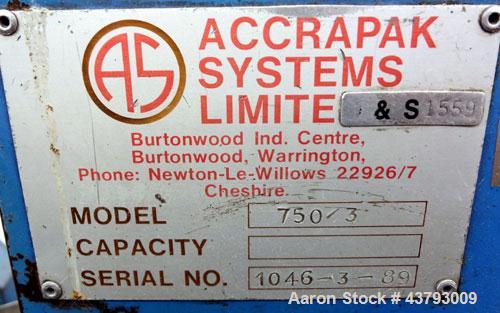 AS
ACCRAPAK
SYSTEMS
LIMITE
& S 1559
Burtonwood Ind. Centre,
Burtonwood, Warrington,
Phone: Newton-Le-Willows 22926/7
Cheshire.
MODEL 750/3
CAPACITY
SERIAL NO. 1046-3-89
Aaron Stock # 43793009